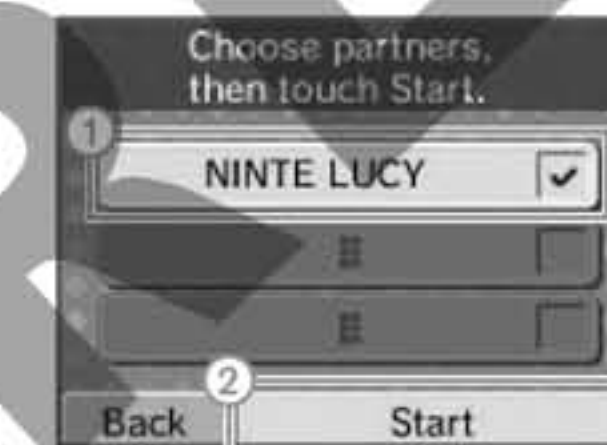 Choose partners,
then touch Start.
1
NINTE LUCY
2
Back
Start